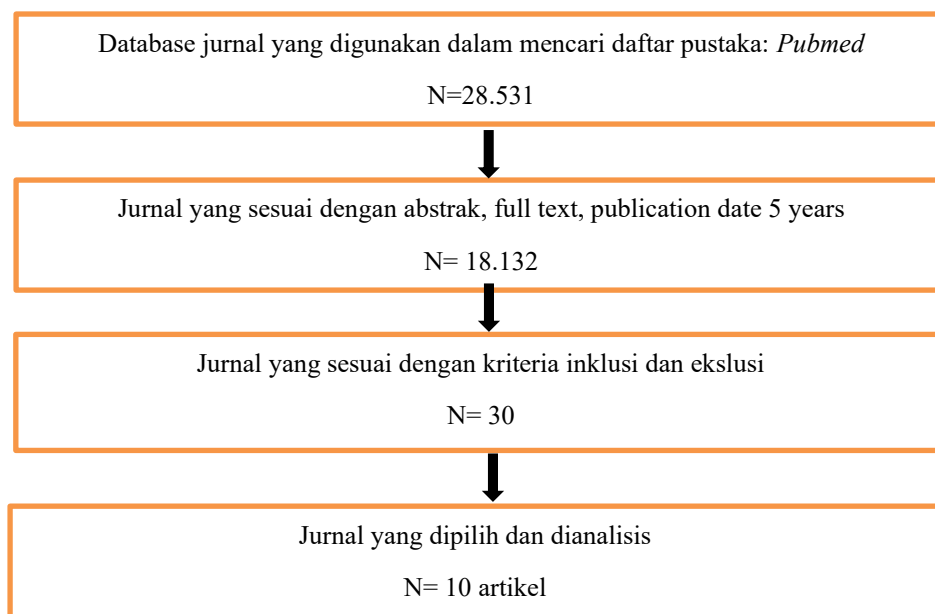 Database jurnal yang digunakan dalam mencari daftar pustaka: Pubmed
N=28.531
Jurnal yang sesuai dengan abstrak, full text, publication date 5 years
N= 18.132
Jurnal yang sesuai dengan kriteria inklusi dan ekslusi
N= 30
Jurnal yang dipilih dan dianalisis
N= 10 artikel